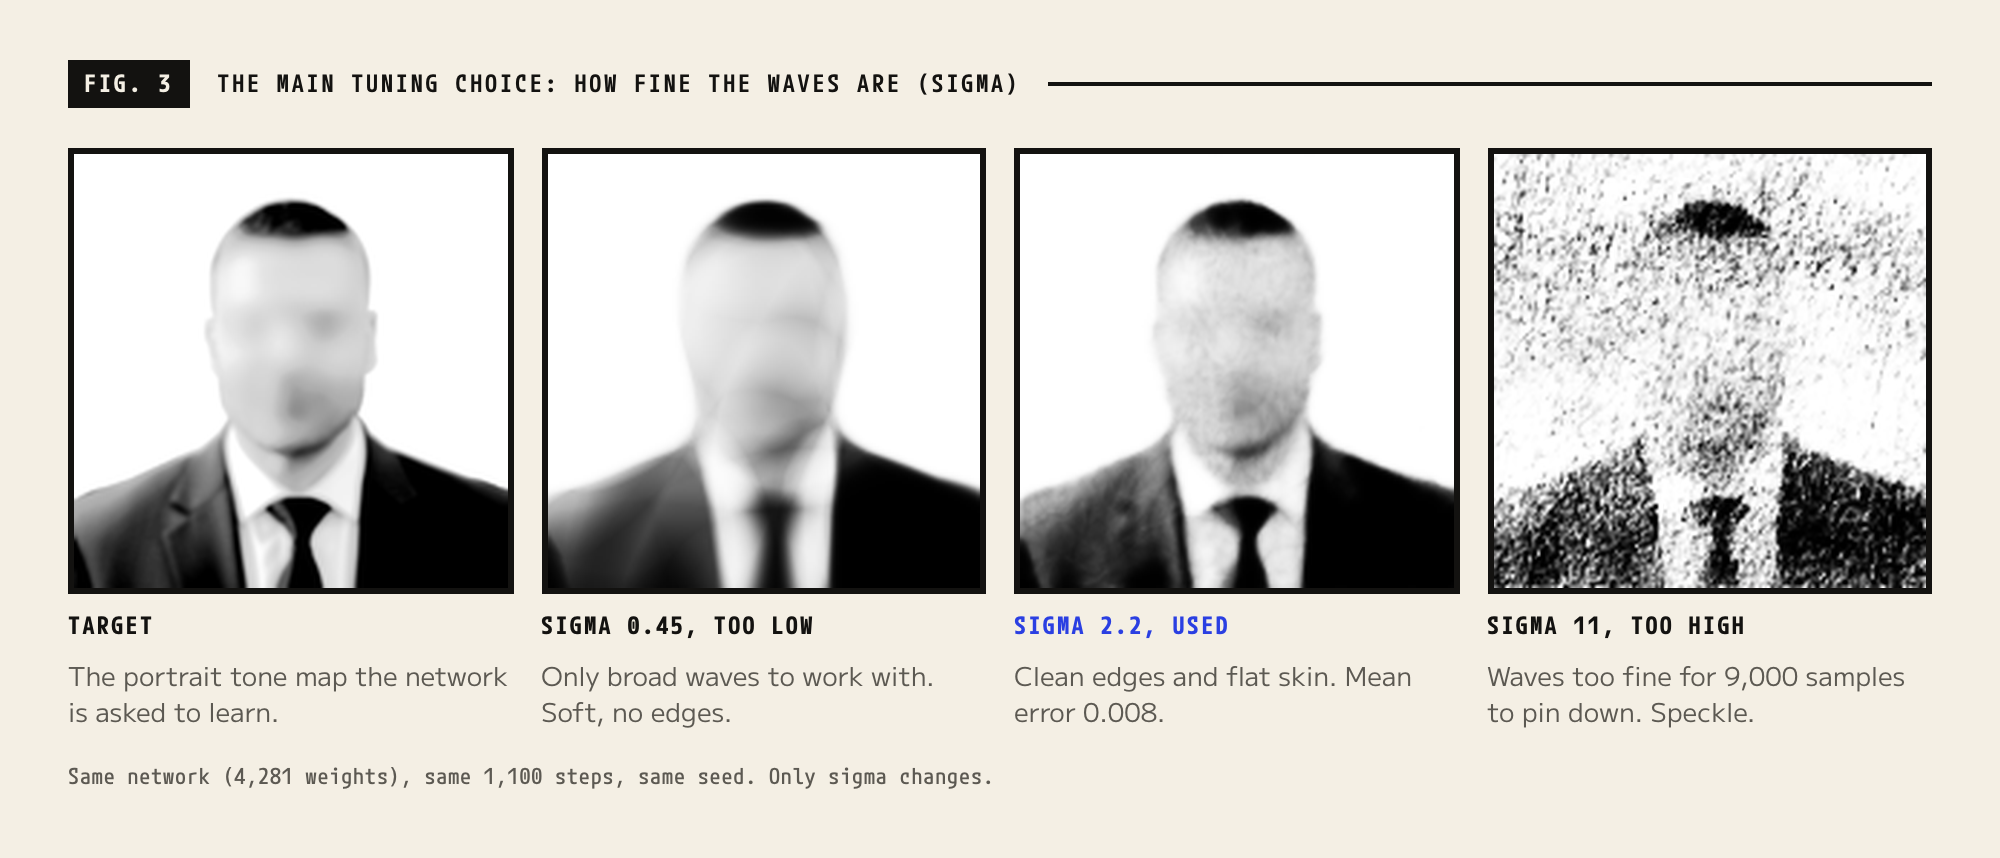 FIG. 3
THE MAIN TUNING CHOICE: HOW FINE THE WAVES ARE (SIGMA)
TARGET
The portrait tone map the network
is asked to learn.
SIGMA 0.45, TOO LOW
Only broad waves to work with.
Soft, no edges.
SIGMA 2.2, USED
Clean edges and flat skin. Mean
error 0.008.
SIGMA 11, TOO HIGH
Waves too fine for 9,000 samples
to pin down. Speckle.
Same network (4,281 weights), same 1,100 steps, same seed. Only sigma changes.